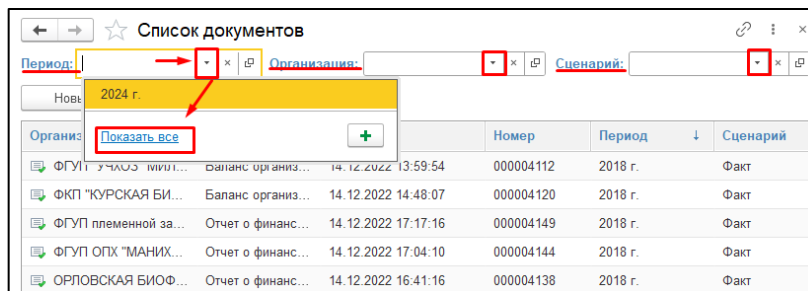 Список документов
Период: Организация: Сценарий:
Новы
2024 г.
Показать все
Организ Номер Период ↓ Сценарий
ФГУП "УЧХОЗ "МИЛ... Баланс организ... 14.12.2022 13:59:54 000004112 2018 г. Факт
ФКП "КУРСКАЯ БИ... Баланс организ... 14.12.2022 14:48:07 000004120 2018 г. Факт
ФГУП племенной за... Отчет о финанс... 14.12.2022 17:17:16 000004149 2018 г. Факт
ФГУП ОПХ "МАНИХ... Отчет о финанс... 14.12.2022 17:04:10 000004144 2018 г. Факт
ОРЛОВСКАЯ БИОФ... Отчет о финанс... 14.12.2022 16:41:16 000004138 2018 г. Факт